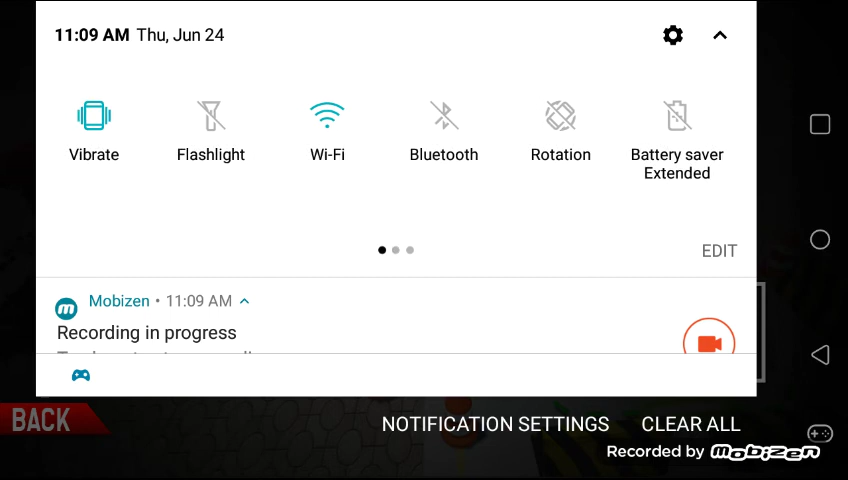 11:09 AM Thu, Jun 24
Vibrate
Flashlight
Wi-Fi
Bluetooth
Rotation
Battery saver
Extended
EDIT
Mobizen • 11:09 AM
Recording in progress
BACK
NOTIFICATION SETTINGS
CLEAR ALL
Recorded by mobizen